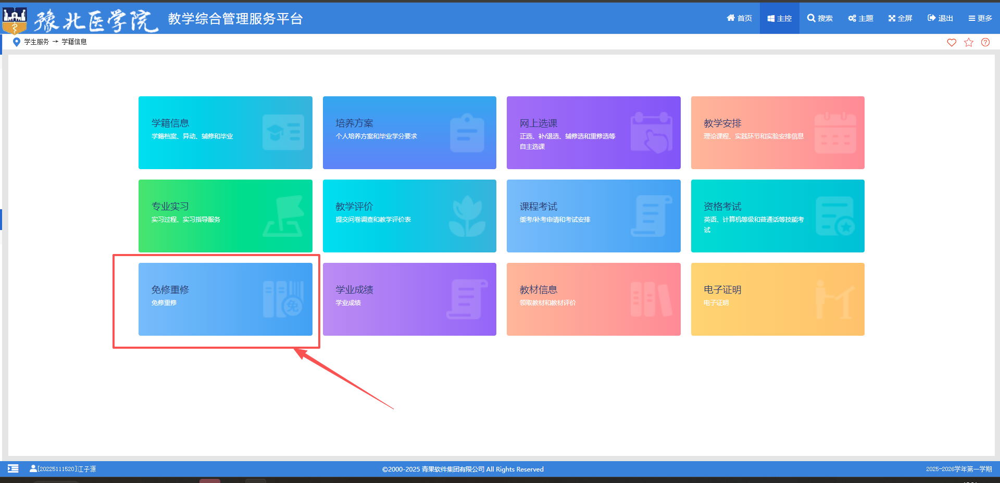 豫北医学院 教学综合管理服务平台
首页 主控 搜索 主题 全屏 退出 更多
学生服务 → 学籍信息
学籍信息
学籍档案、异动、辅修和毕业
培养方案
个人培养方案和毕业学分要求
网上选课
正选、补/退选、辅修选和重修选等
自主选课
教学安排
理论课程、实践环节和实验安排信息
专业实习
实习过程、实习指导服务
教学评价
提交问卷调查和教学评价表
课程考试
缓考/补考申请和考试安排
资格考试
英语、计算机等级和普通话等技能考
试
免修重修
免修重修
免
学业成绩
学业成绩
教材信息
领取教材和教材评价
电子证明
电子证明
[20225111520]江子源
©2000-2025 青果软件集团有限公司 All Rights Reserved
2025-2026学年第一学期